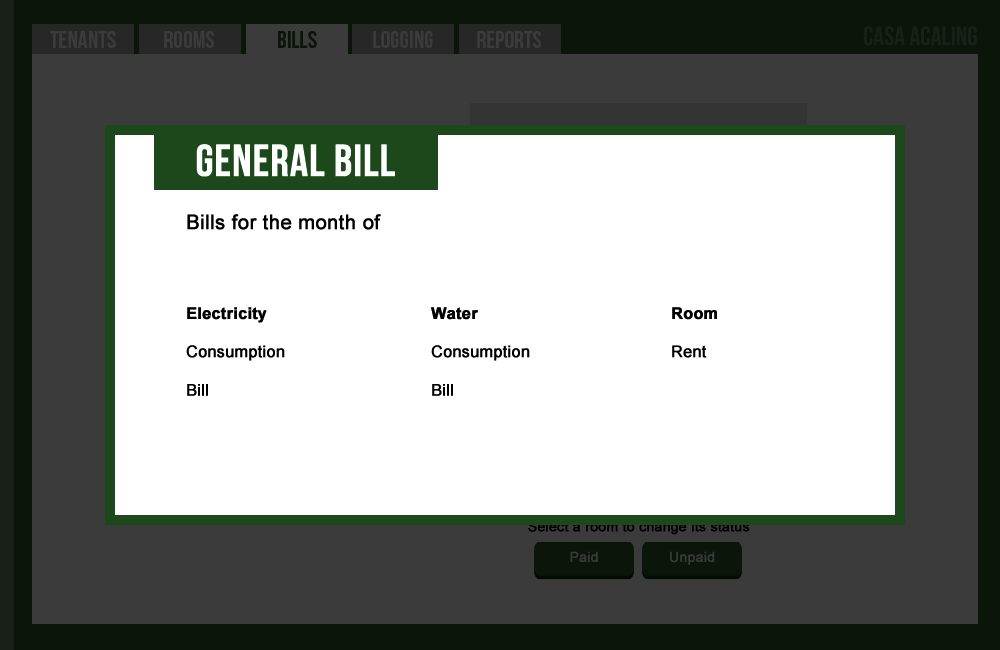 TENANTS ROOMS BILLS LOGGING REPORTS CASA ACALING
GENERAL BILL
Bills for the month of
Electricity Water Room
Consumption Consumption Rent
Bill Bill
Select a room to change its status
Paid Unpaid